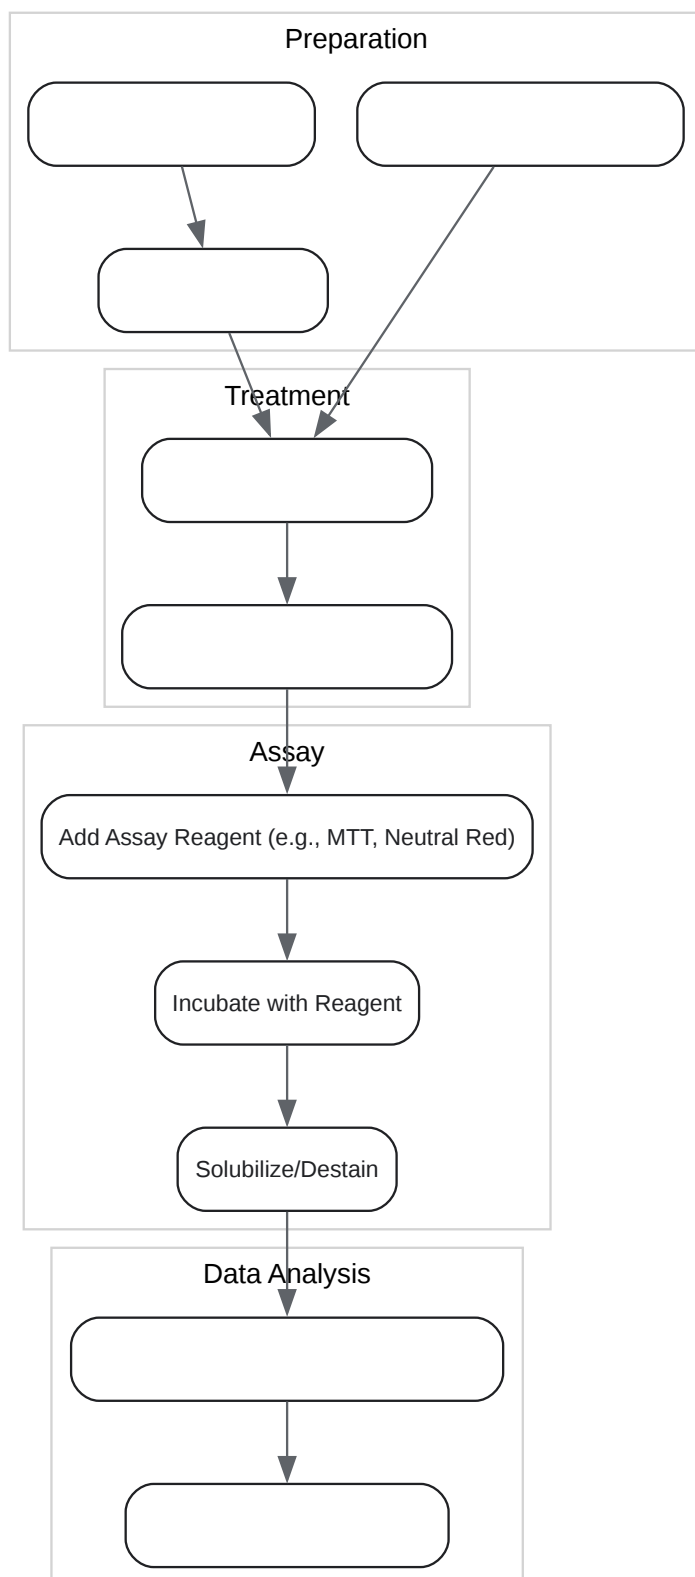 Preparation
Treatment
Assay
Add Assay Reagent (e.g., MTT, Neutral Red)
Incubate with Reagent
Solubilize/Destain
Data Analysis